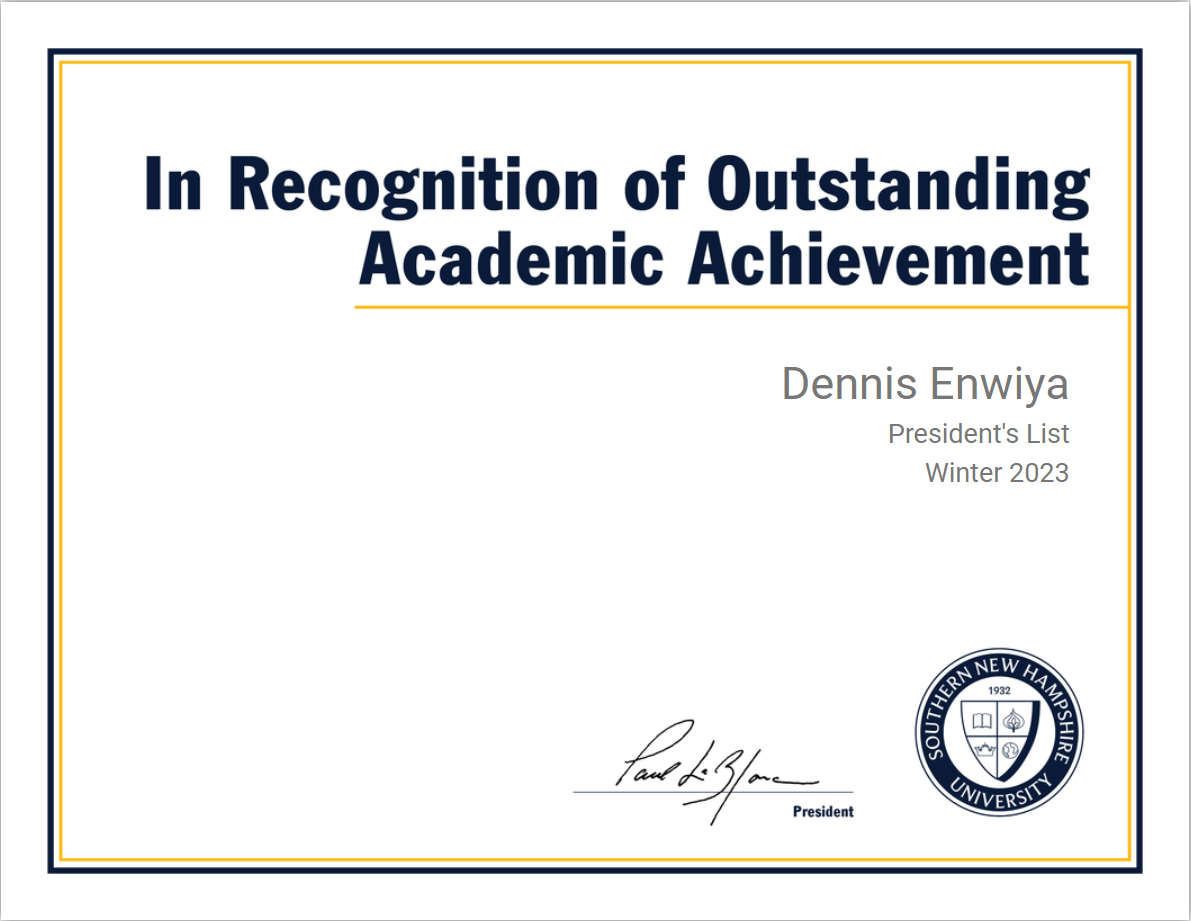 In Recognition of Outstanding
Academic Achievement
Dennis Enwiya
President's List
Winter 2023
Paul LeBlanc
President
SOUTHERN NEW HAMPSHIRE
1932
UNIVERSITY